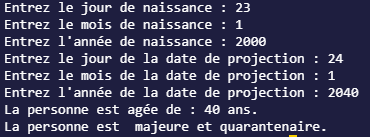 Entrez le jour de naissance : 23
Entrez le mois de naissance : 1
Entrez l'année de naissance : 2000
Entrez le jour de la date de projection : 24
Entrez le mois de la date de projection : 1
Entrez l'année de la date de projection : 2040
La personne est agée de : 40 ans.
La personne est  majeure et quarantenaire.